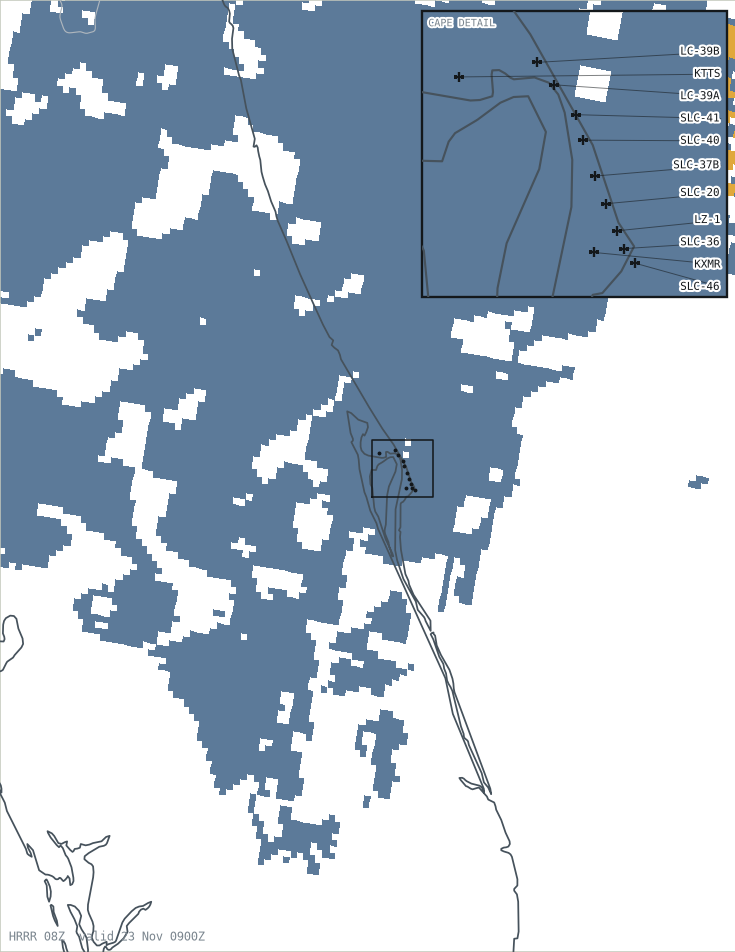 CAPE DETAIL
LC-39B
KTTS
LC-39A
SLC-41
SLC-40
SLC-37B
SLC-20
LZ-1
SLC-36
KXMR
SLC-46
HRRR 08Z valid 23 Nov 0900Z